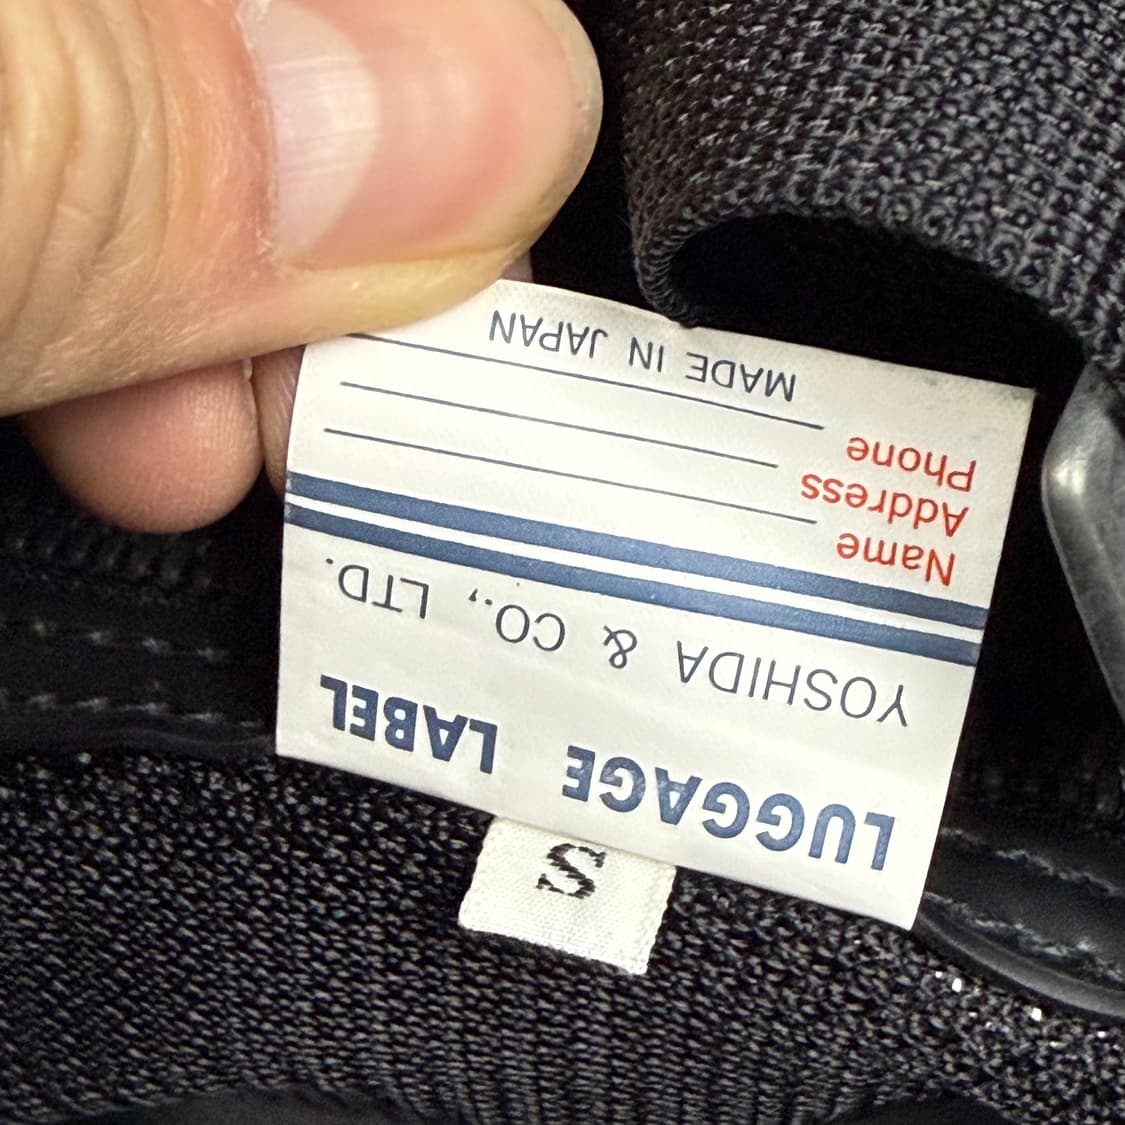 LUGGAGE LABEL
YOSHIDA & CO., LTD.
Name
Address
Phone
MADE IN JAPAN
S